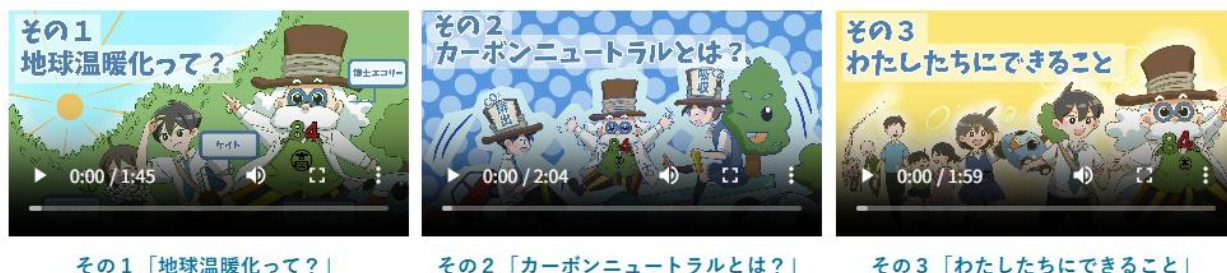 その1
地球温暖化って？
博士エコリー
ケイト
84
0:00 / 1:45
その1「地球温暖化って？」
その2
カーボンニュートラルとは？
排出
吸収
84
0:00 / 2:04
その2「カーボンニュートラルとは？」
その3
わたしたちにできること
84
0:00 / 1:59
その3「わたしたちにできること」